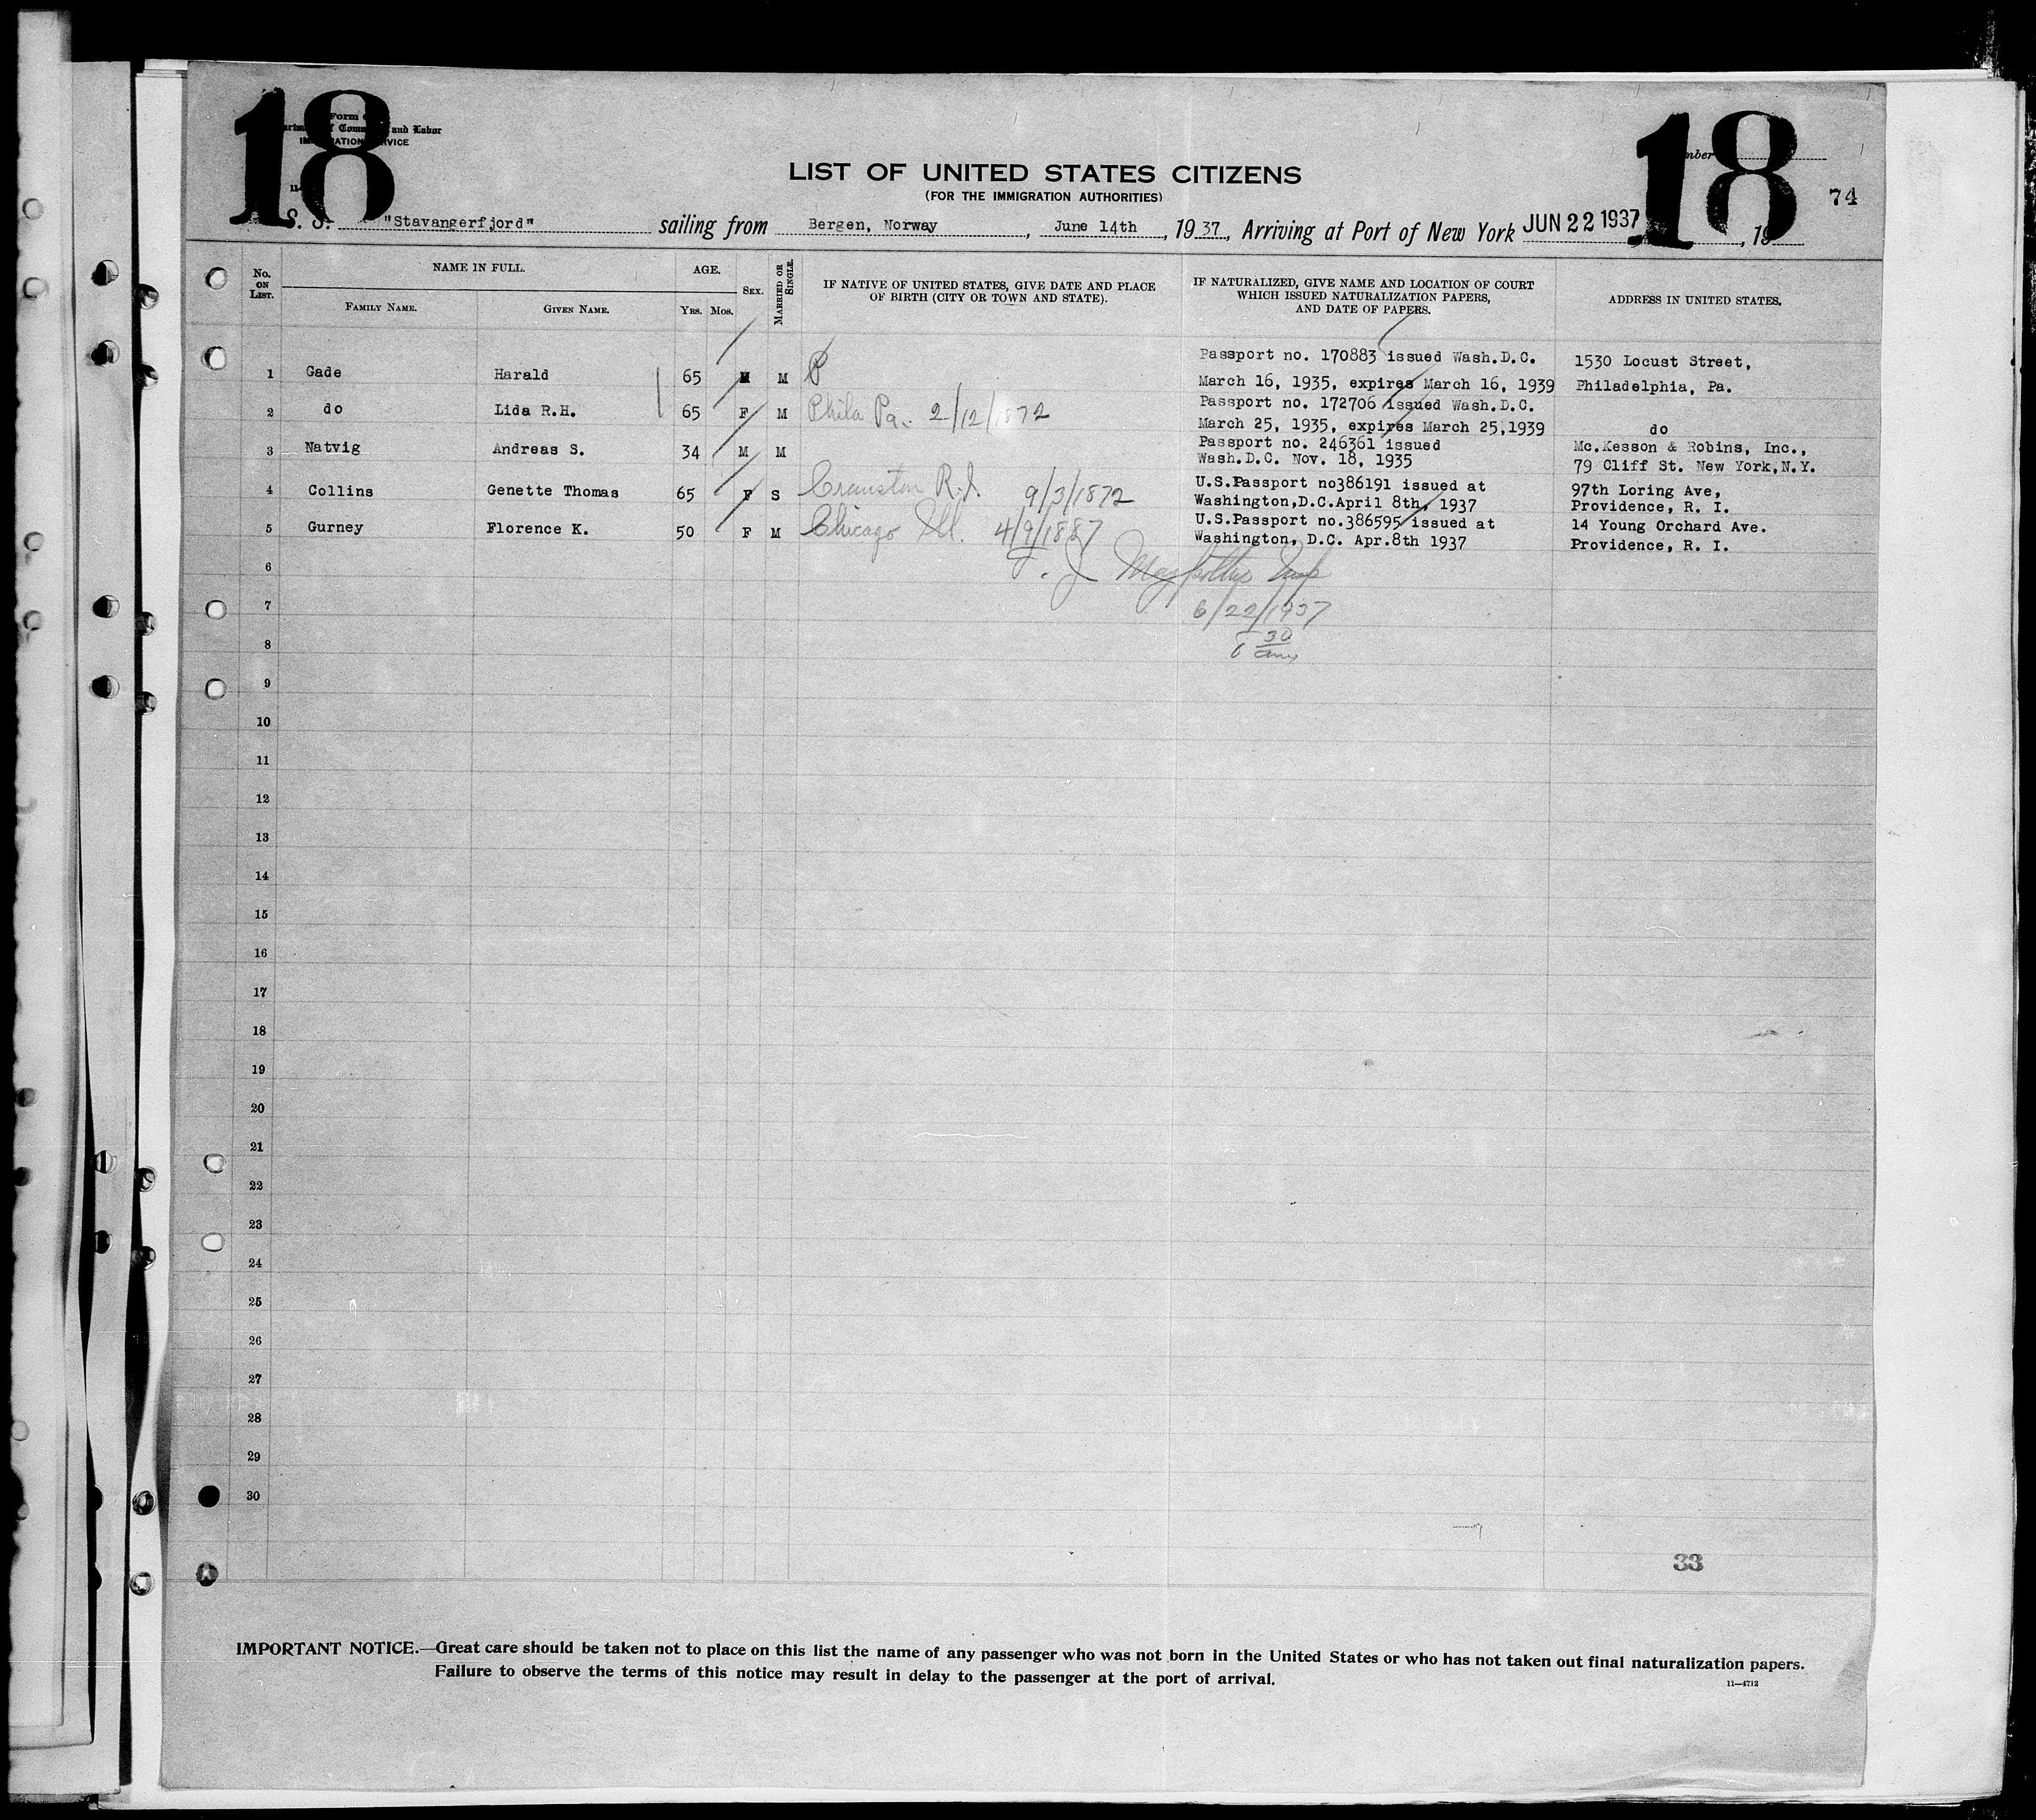 18
18
Form
and Labor
mber
LIST OF UNITED STATES CITIZENS
(FOR THE IMMIGRATION AUTHORITIES)
74
S. S. "Stavangerfjord" sailing from Bergen, Norway, June 14th, 1937, Arriving at Port of New York JUN 22 1937, 19
No. ON LIST.
NAME IN FULL.
FAMILY NAME.
GIVEN NAME.
AGE.
YRS. MOS.
SEX.
MARRIED OR SINGLE.
IF NATIVE OF UNITED STATES, GIVE DATE AND PLACE
OF BIRTH (CITY OR TOWN AND STATE).
IF NATURALIZED, GIVE NAME AND LOCATION OF COURT
WHICH ISSUED NATURALIZATION PAPERS,
AND DATE OF PAPERS.
ADDRESS IN UNITED STATES.
Passport no. 170883 issued Wash.D.C. 1530 Locust Street,
1 Gade Harald 65 M M P March 16, 1935, expires March 16, 1939 Philadelphia, Pa.
Passport no. 172706 issued Wash.D.C.
2 do Lida R.H. 65 F M Phila Pa. 2/12/1872 March 25, 1935, expires March 25,1939 do
Passport no. 246361 issued Mc.Kesson & Robins, Inc.,
3 Natvig Andreas S. 34 M M Wash.D.C. Nov. 18, 1935 79 Cliff St. New York,N.Y.
U.S.Passport no386191 issued at 97th Loring Ave,
4 Collins Genette Thomas 65 F S Cranston R.I. 9/3/1872 Washington,D.C.April 8th, 1937 Providence, R. I.
U.S.Passport no.386595 issued at 14 Young Orchard Ave.
5 Gurney Florence K. 50 F M Chicago Ill. 4/9/1887 Washington, D.C. Apr.8th 1937 Providence, R. I.
6
7 6/22/1937
8 30
9
10
11
12
13
14
15
16
17
18
19
20
21
22
23
24
25
26
27
28
29
30
33
IMPORTANT NOTICE.—Great care should be taken not to place on this list the name of any passenger who was not born in the United States or who has not taken out final naturalization papers.
Failure to observe the terms of this notice may result in delay to the passenger at the port of arrival.
11—4712